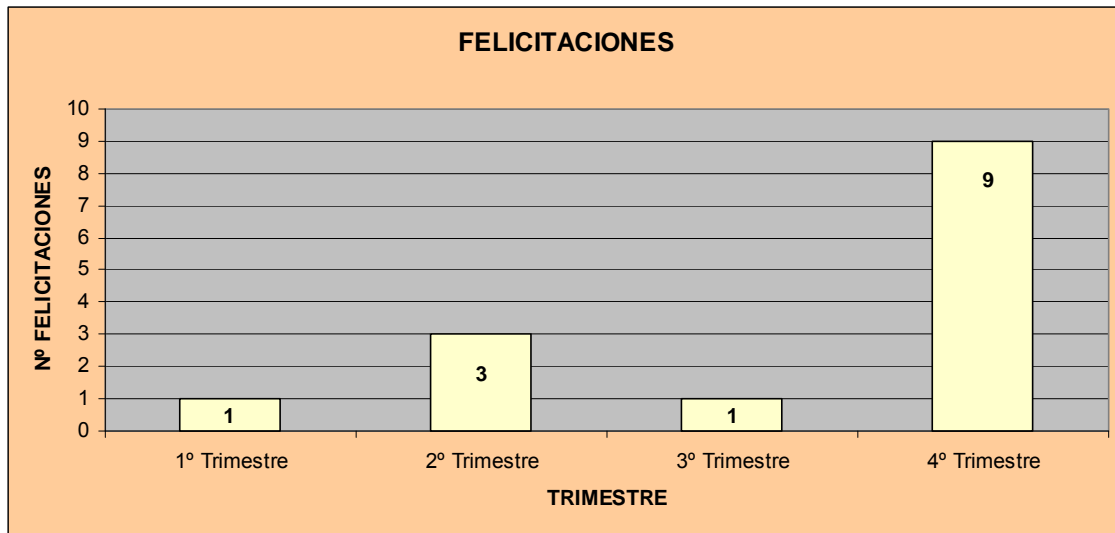 FELICITACIONES
Nº FELICITACIONES
10
9
8
7
6
5
4
3
2
1
0
1
3
1
9
1º Trimestre
2º Trimestre
3º Trimestre
4º Trimestre
TRIMESTRE